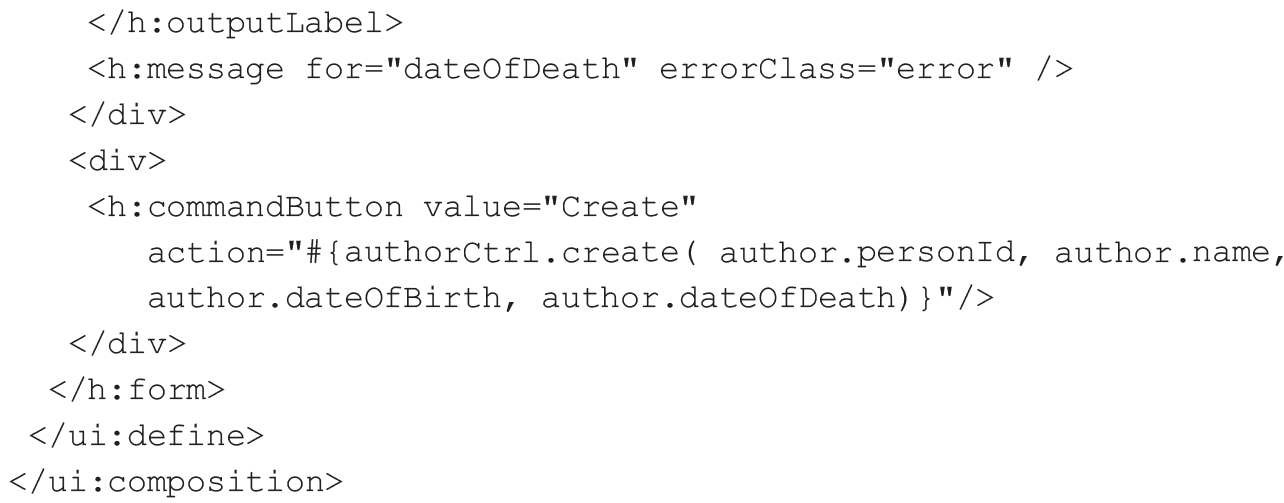 </h:outputLabel>
<h:message for="dateOfDeath" errorClass="error" />
</div>
<div>
<h:commandButton value="Create"
action="#{authorCtrl.create( author.personId, author.name,
author.dateOfBirth, author.dateOfDeath)}"/>
</div>
</h:form>
</ui:define>
</ui:composition>